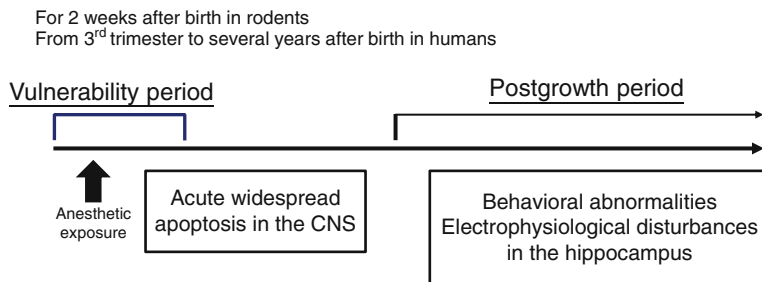 For 2 weeks after birth in rodents
From 3rd trimester to several years after birth in humans
Vulnerability period
Postgrowth period
Anesthetic
exposure
Acute widespread
apoptosis in the CNS
Behavioral abnormalities
Electrophysiological disturbances
in the hippocampus